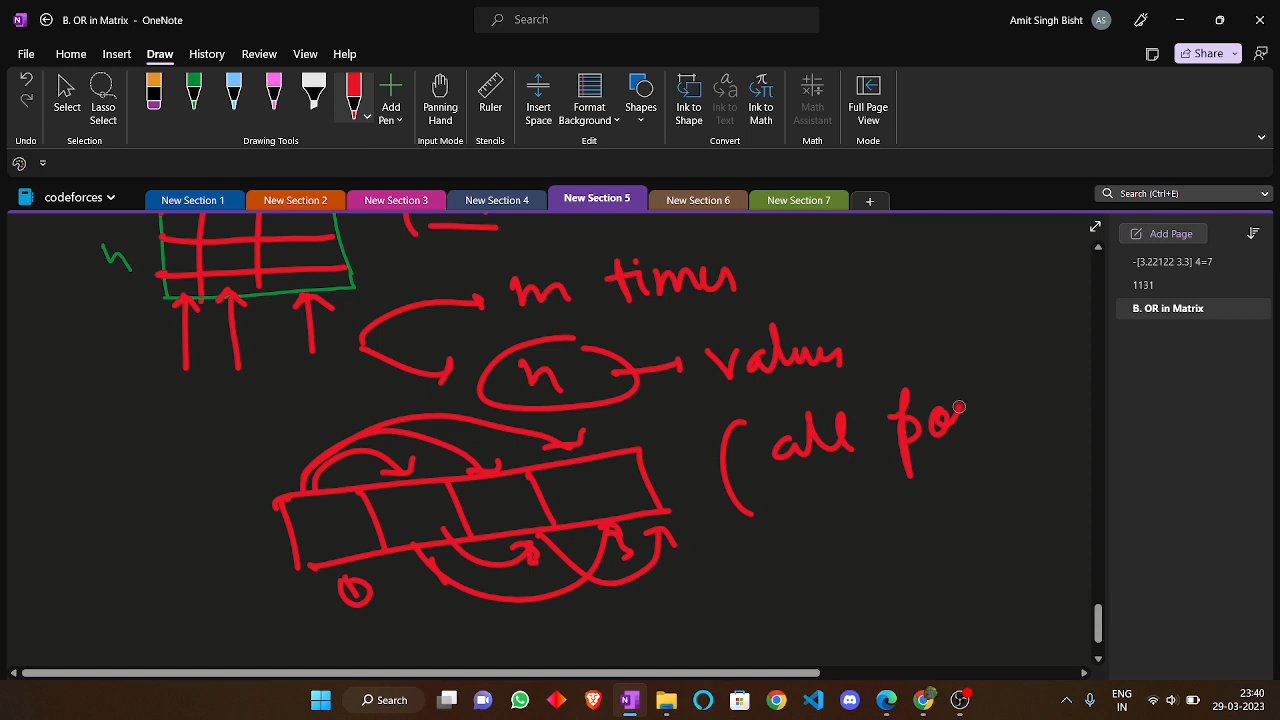 B. OR in Matrix - OneNote
Search
Amit Singh Bisht
AS
File Home Insert Draw History Review View Help
Share
Undo
Select
Lasso Select
Add Pen
Panning Hand
Ruler
Insert Space
Format Background
Shapes
Ink to Shape
Ink to Text
Ink to Math
Math Assistant
Full Page View
Selection
Drawing Tools
Input Mode
Stencils
Edit
Convert
Math
Mode
codeforces
New Section 1
New Section 2
New Section 3
New Section 4
New Section 5
New Section 6
New Section 7
Search (Ctrl+E)
Add Page
-[3.22122 3.3] 4=7
1131
B. OR in Matrix
n
m times
n
values
(all po
Search
ENG
IN
23:40
29-03-2023